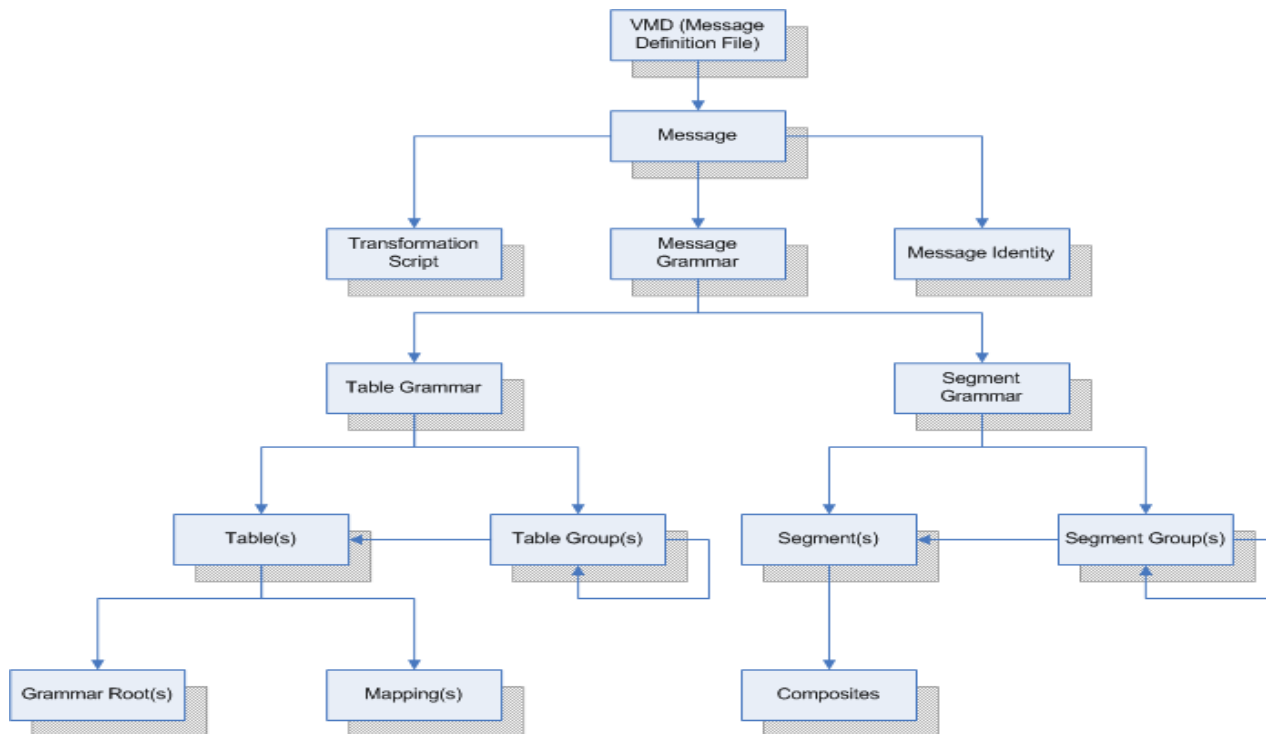 VMD (Message
Definition File)
Message
Transformation
Script
Message
Grammar
Message Identity
Table Grammar
Segment
Grammar
Table(s)
Table Group(s)
Segment(s)
Segment Group(s)
Grammar Root(s)
Mapping(s)
Composites